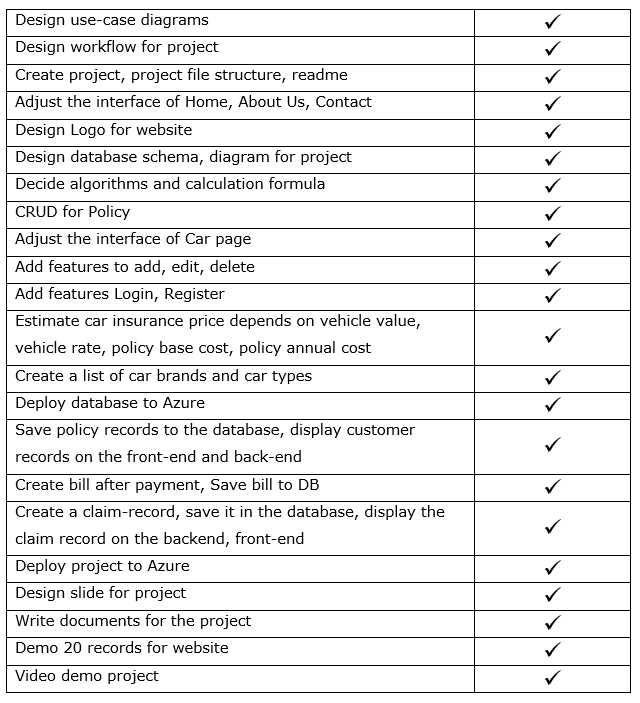 Design use-case diagrams ✓
Design workflow for project ✓
Create project, project file structure, readme ✓
Adjust the interface of Home, About Us, Contact ✓
Design Logo for website ✓
Design database schema, diagram for project ✓
Decide algorithms and calculation formula ✓
CRUD for Policy ✓
Adjust the interface of Car page ✓
Add features to add, edit, delete ✓
Add features Login, Register ✓
Estimate car insurance price depends on vehicle value,
vehicle rate, policy base cost, policy annual cost ✓
Create a list of car brands and car types ✓
Deploy database to Azure ✓
Save policy records to the database, display customer
records on the front-end and back-end ✓
Create bill after payment, Save bill to DB ✓
Create a claim-record, save it in the database, display the
claim record on the backend, front-end ✓
Deploy project to Azure ✓
Design slide for project ✓
Write documents for the project ✓
Demo 20 records for website ✓
Video demo project ✓